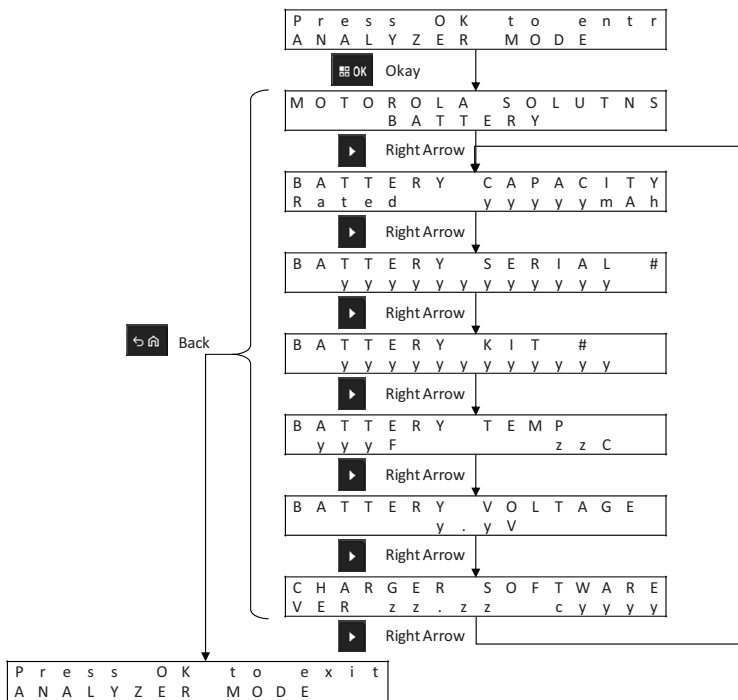 Press OK to entr
ANALYZER MODE
OK Okay
MOTOROLA SOLUTNS
BATTERY
Right Arrow
BATTERY CAPACITY
Rated yyyyymAh
Right Arrow
BATTERY SERIAL #
yyyyyyyyyyyy
Right Arrow
Back
BATTERY KIT #
yyyyyyyyyyyy
Right Arrow
BATTERY TEMP
yyyF zzC
Right Arrow
BATTERY VOLTAGE
y.yV
Right Arrow
CHARGER SOFTWARE
VER zz.zz cyyyy
Right Arrow
Press OK to exit
ANALYZER MODE